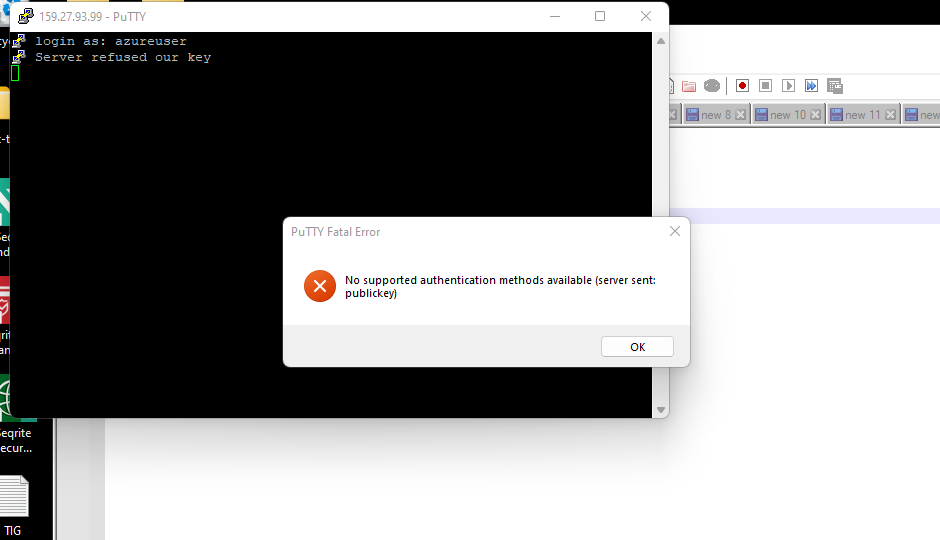 159.27.93.99 - PuTTY
login as: azureuser
Server refused our key
new 8
new 10
new 11
new
PuTTY Fatal Error
No supported authentication methods available (server sent:
publickey)
OK
Seqrite
TIG